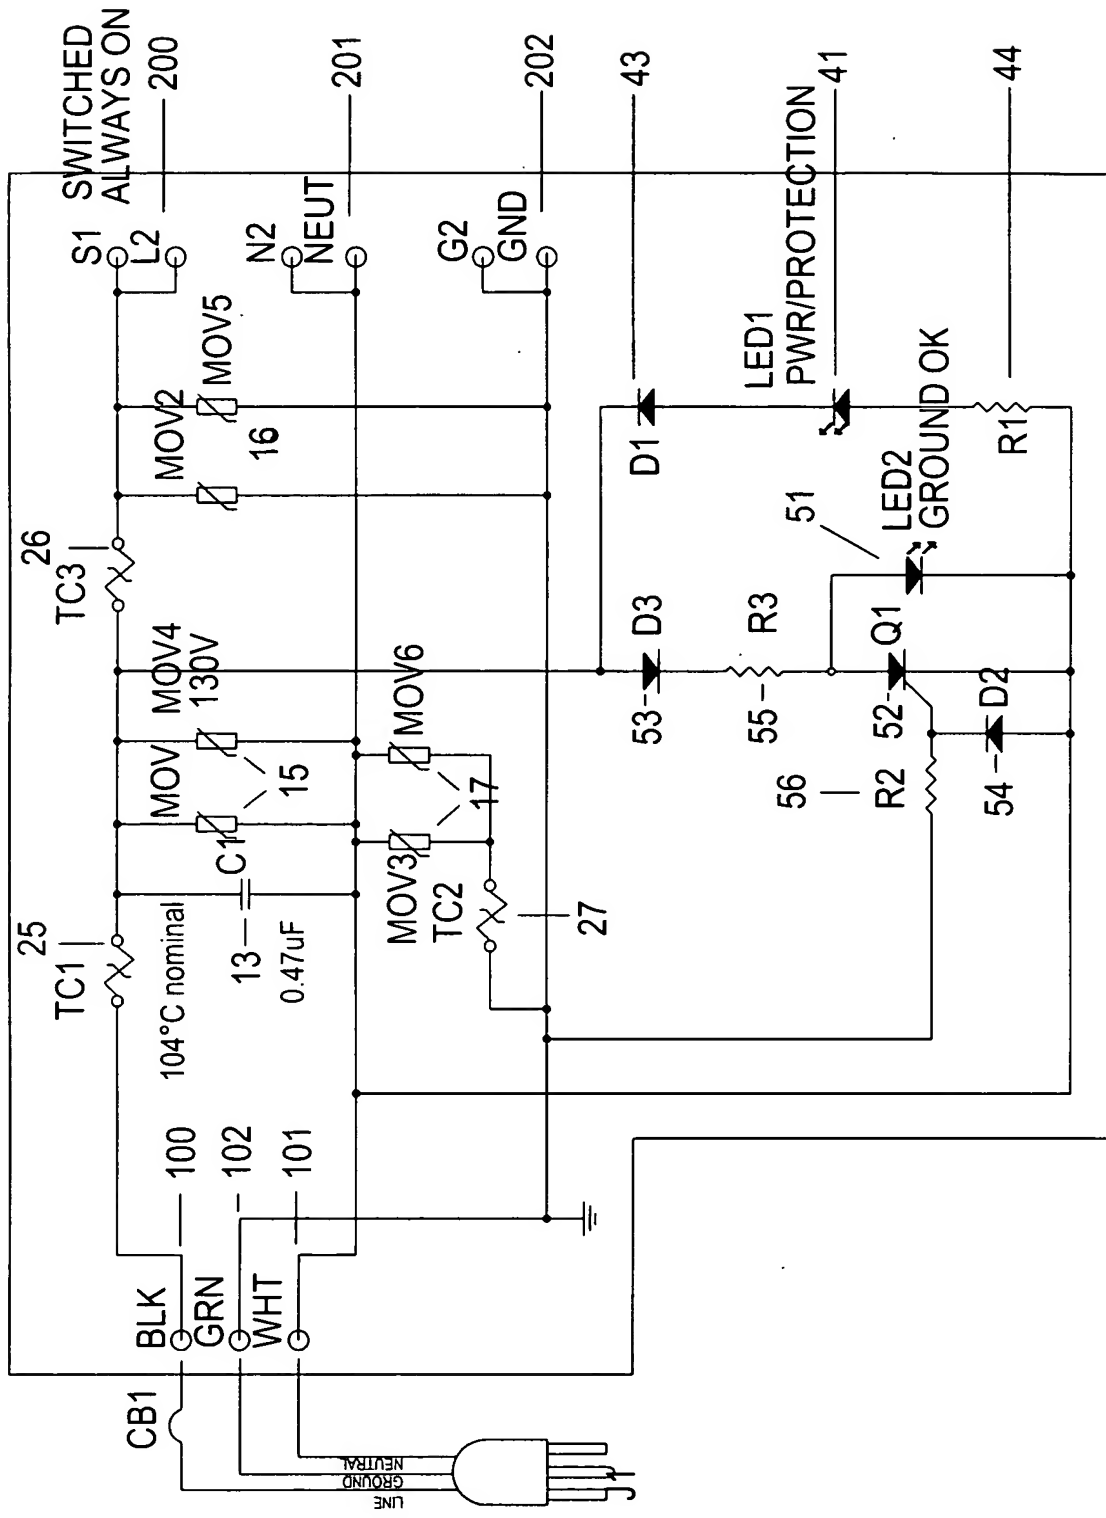 SWITCHED
ALWAYS ON
200
201
202
43
41
44
S1
L2
N2
NEUT
G2
GND
LED1
PWR/PROTECTION
MOV5
MOV2
16
D1
R1
LED2
GROUND OK
51
26
TC3
MOV4
130V
MOV
15
MOV6
17
MOV3
D3
53
R3
55
Q1
52
D2
54
R2
56
25
TC1
104°C nominal
C1
13
0.47uF
TC2
27
100
102
101
BLK
GRN
WHT
CB1
LINE
GROUND
NEUTRAL